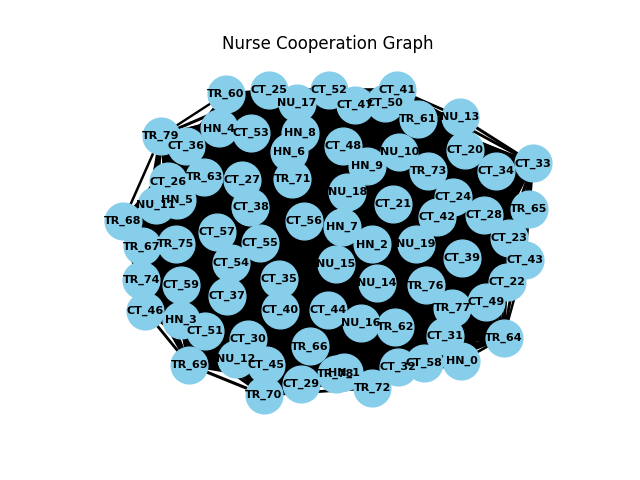 Nurse Cooperation Graph
TR_60
CT_25
CT_52
CT_41
NU_17
CT_47
CT_50
NU_13
TR_61
HN_4
CT_53
HN_8
TR_79
CT_36
HN_6
CT_48
HN_9
NU_10
CT_20
CT_33
TR_73
CT_34
CT_26
TR_63
CT_27
TR_71
HN_5
NU_11
CT_38
NU_18
CT_21
CT_24
CT_42
CT_28
TR_65
TR_68
CT_56
HN_7
CT_57
CT_55
TR_67
TR_75
HN_2
NU_19
CT_23
CT_39
CT_43
CT_54
NU_15
TR_74
CT_59
CT_35
NU_14
TR_76
CT_22
CT_37
CT_49
CT_46
CT_40
CT_44
TR_77
HN_3
CT_51
NU_16
TR_62
CT_30
CT_31
TR_64
TR_66
NU_12
TR_69
CT_45
CT_32
CT_58
HN_0
TR_78
HN_1
CT_29
TR_72
TR_70